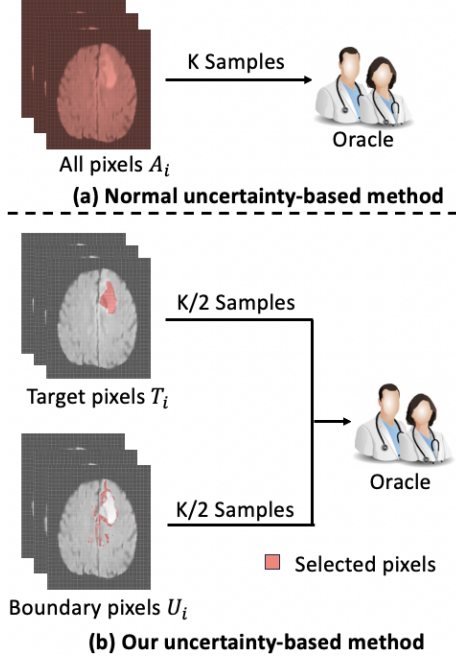 K Samples
Oracle
All pixels A_i
(a) Normal uncertainty-based method
K/2 Samples
Target pixels T_i
Oracle
K/2 Samples
Selected pixels
Boundary pixels U_i
(b) Our uncertainty-based method